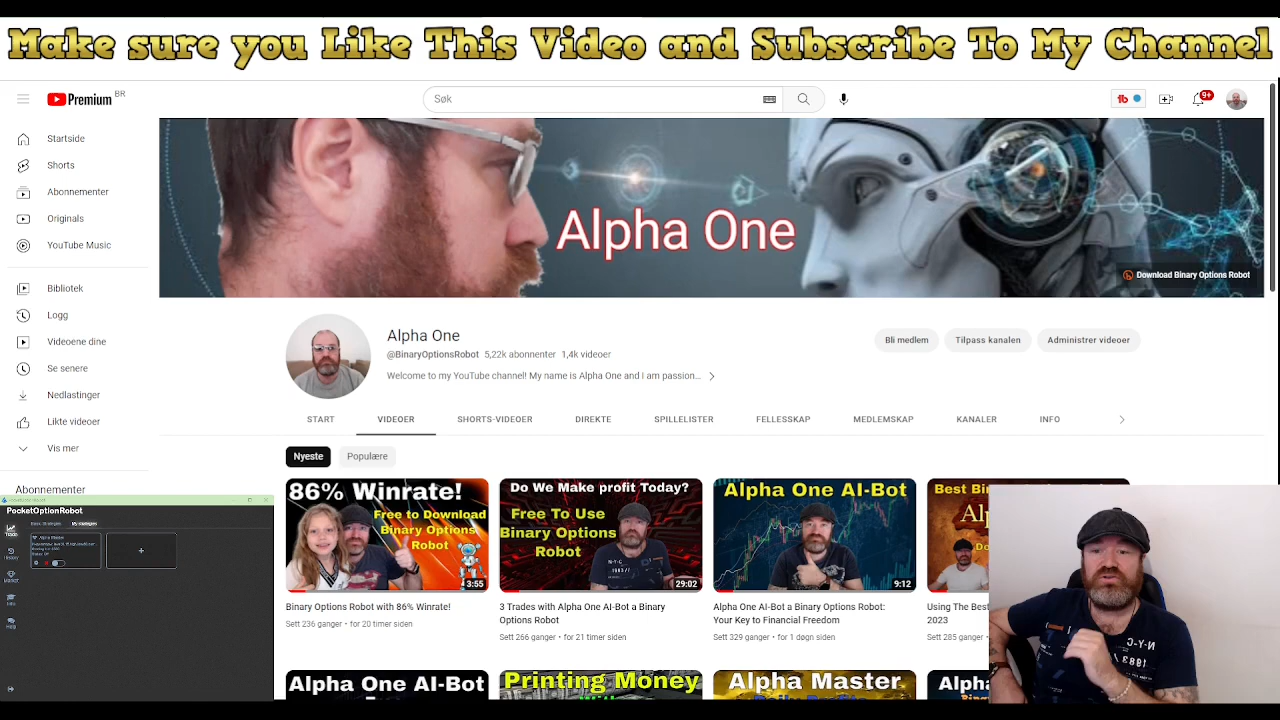 Make sure you Like This Video and Subscribe To My Channel
Premium BR
Søk
9+
Startside
Shorts
Abonnementer
Originals
YouTube Music
Bibliotek
Logg
Videoene dine
Se senere
Nedlastinger
Likte videoer
Vis mer
Abonnementer
Alpha One
Download Binary Options Robot
Alpha One
@BinaryOptionsRobot 5,22k abonnenter 1,4k videoer
Welcome to my YouTube channel! My name is Alpha One and i am passion...
Bli medlem
Tilpass kanalen
Administrer videoer
START
VIDEOER
SHORTS-VIDEOER
DIREKTE
SPILLELISTER
FELLESSKAP
MEDLEMSKAP
KANALER
INFO
Nyeste
Populære
86% Winrate!
Free to Download
Binary Options
Robot
3:55
Binary Options Robot with 86% Winrate!
Sett 236 ganger • for 20 timer siden
Do We Make profit Today?
Free To Use
Binary Options
Robot
29:02
3 Trades with Alpha One AI-Bot a Binary
Options Robot
Sett 266 ganger • for 21 timer siden
Alpha One AI-Bot
9:12
Alpha One AI-Bot a Binary Options Robot:
Your Key to Financial Freedom
Sett 329 ganger • for 1 døgn siden
Best
Using The Best
2023
Sett 285 ganger
Alpha One AI-Bot
Printing Money
Alpha Master
PocketOptionRobot
My strategies
Alpha Master